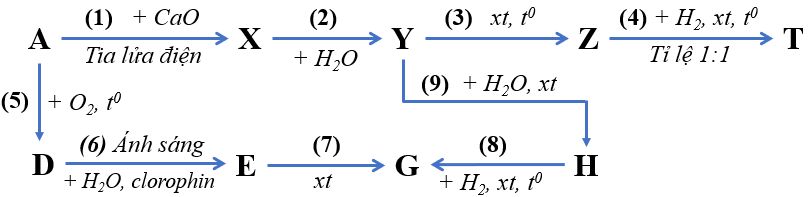 (1) + CaO (2) (3) xt, t⁰ (4) + H₂, xt, t⁰
A X Y Z T
Tia lửa điện + H₂O Tỉ lệ 1:1
(5) + O₂, t⁰ (9) + H₂O, xt
(6) Ánh sáng (7) (8)
D E G H
+ H₂O, clorophin xt + H₂, xt, t⁰